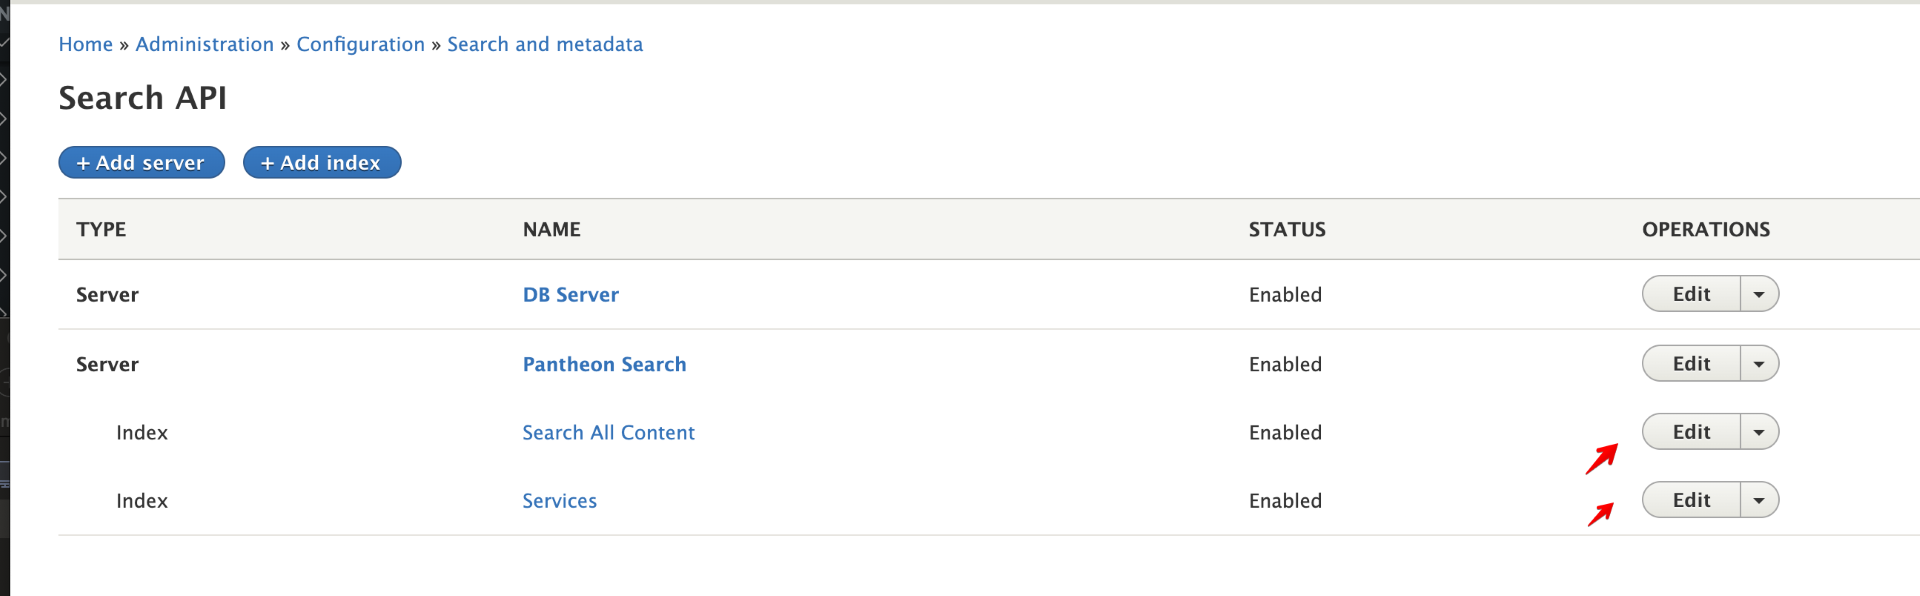 Home » Administration » Configuration » Search and metadata
Search API
+ Add server + Add index
TYPE NAME STATUS OPERATIONS
Server DB Server Enabled Edit
Server Pantheon Search Enabled Edit
Index Search All Content Enabled Edit
Index Services Enabled Edit